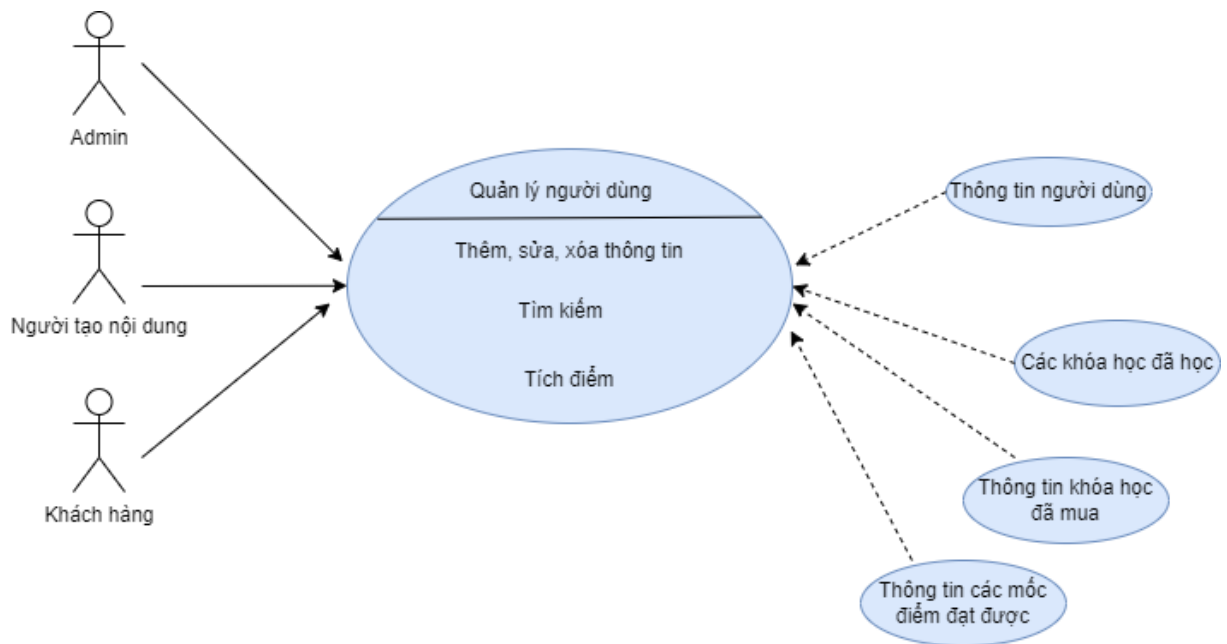 Admin
Người tạo nội dung
Khách hàng
Quản lý người dùng
Thêm, sửa, xóa thông tin
Tìm kiếm
Tích điểm
Thông tin người dùng
Các khóa học đã học
Thông tin khóa học
đã mua
Thông tin các mốc
điểm đạt được